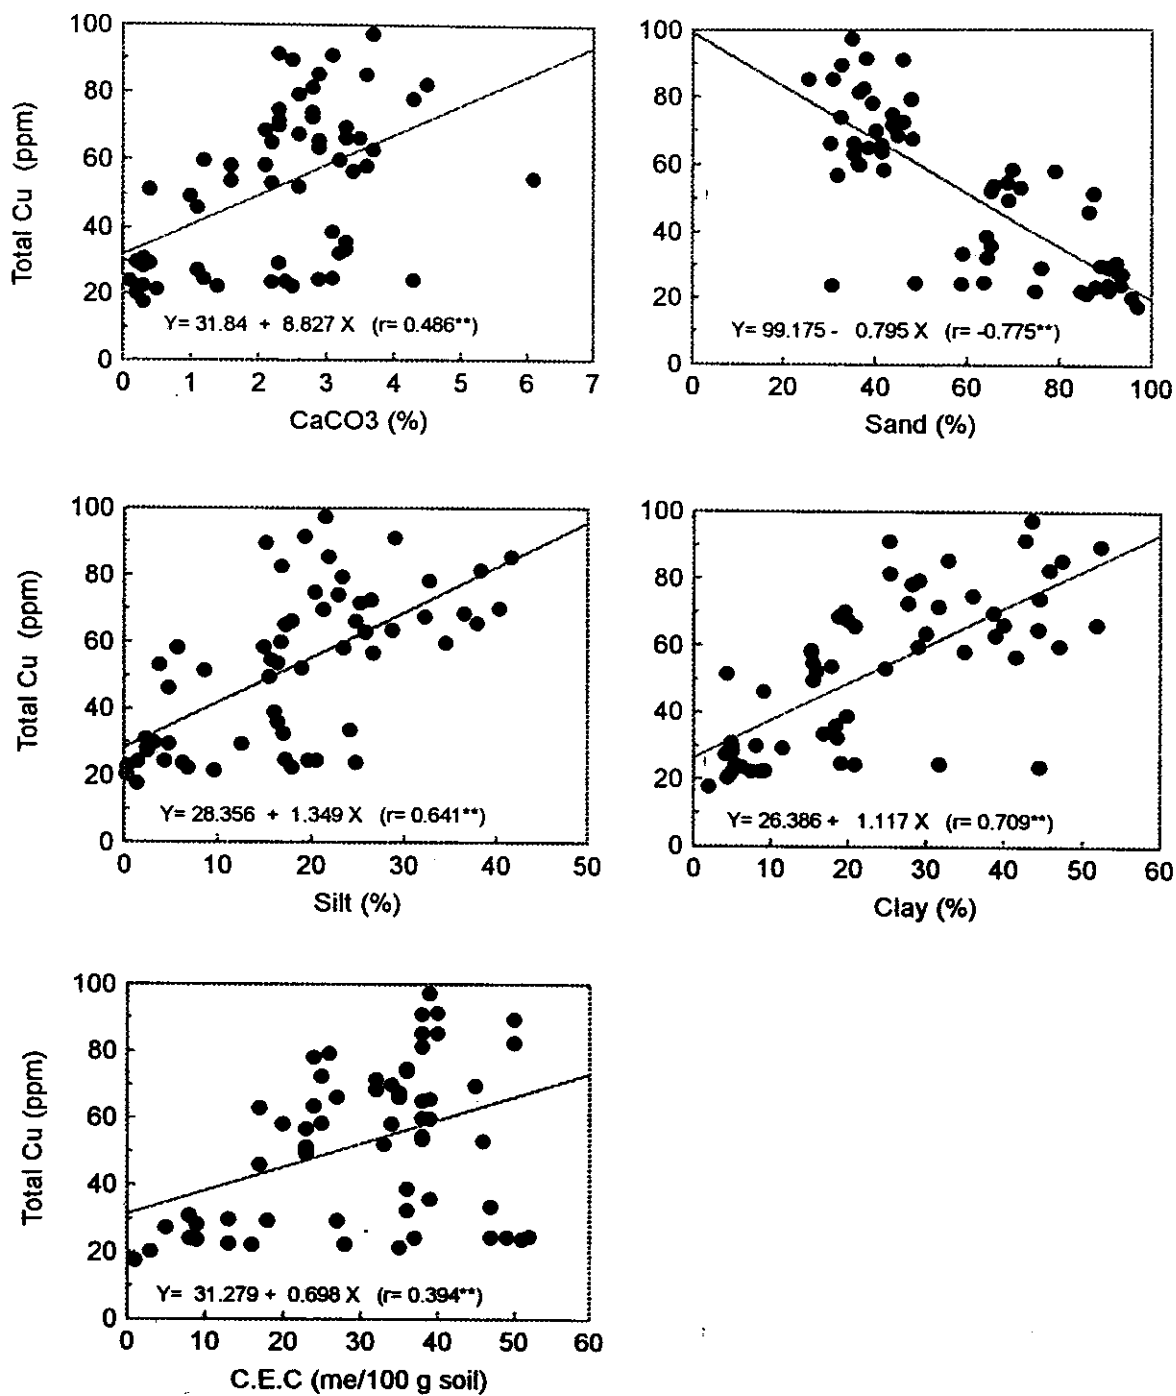 100
80
60
40
20
0
Total Cu (ppm)
Y= 31.84 + 8.827 X (r= 0.486**)
0 1 2 3 4 5 6 7
CaCO3 (%)
100
80
60
40
20
0
Y= 99.175 - 0.795 X (r= -0.775**)
0 20 40 60 80 100
Sand (%)
100
80
60
40
20
0
Total Cu (ppm)
Y= 28.356 + 1.349 X (r= 0.641**)
0 10 20 30 40 50
Silt (%)
100
80
60
40
20
0
Y= 26.386 + 1.117 X (r= 0.709**)
0 10 20 30 40 50 60
Clay (%)
100
80
60
40
20
0
Total Cu (ppm)
Y= 31.279 + 0.698 X (r= 0.394**)
0 10 20 30 40 50 60
C.E.C (me/100 g soil)